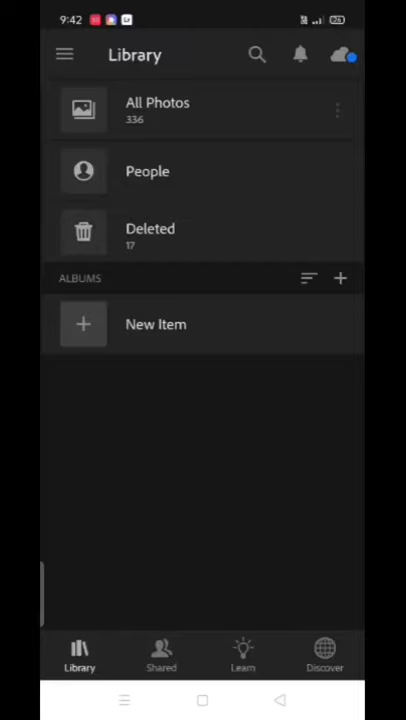 9:42
Library
All Photos
336
People
Deleted
17
ALBUMS
New Item
Library Shared Learn Discover